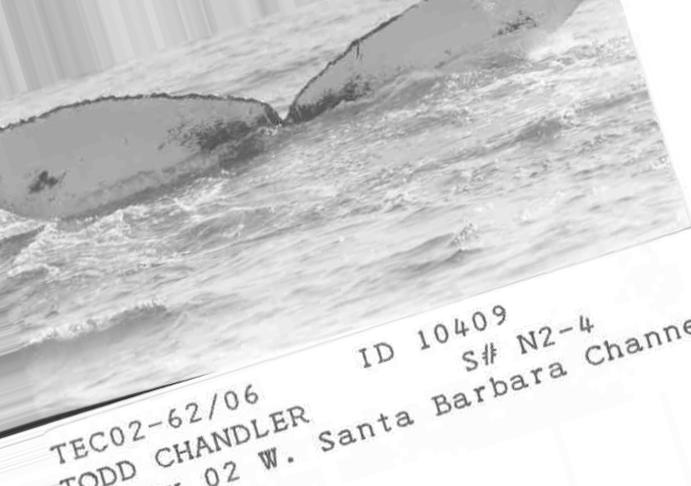 TEC02-62/06 ID 10409
TODD CHANDLER S# N2-4
02 W. Santa Barbara Channe